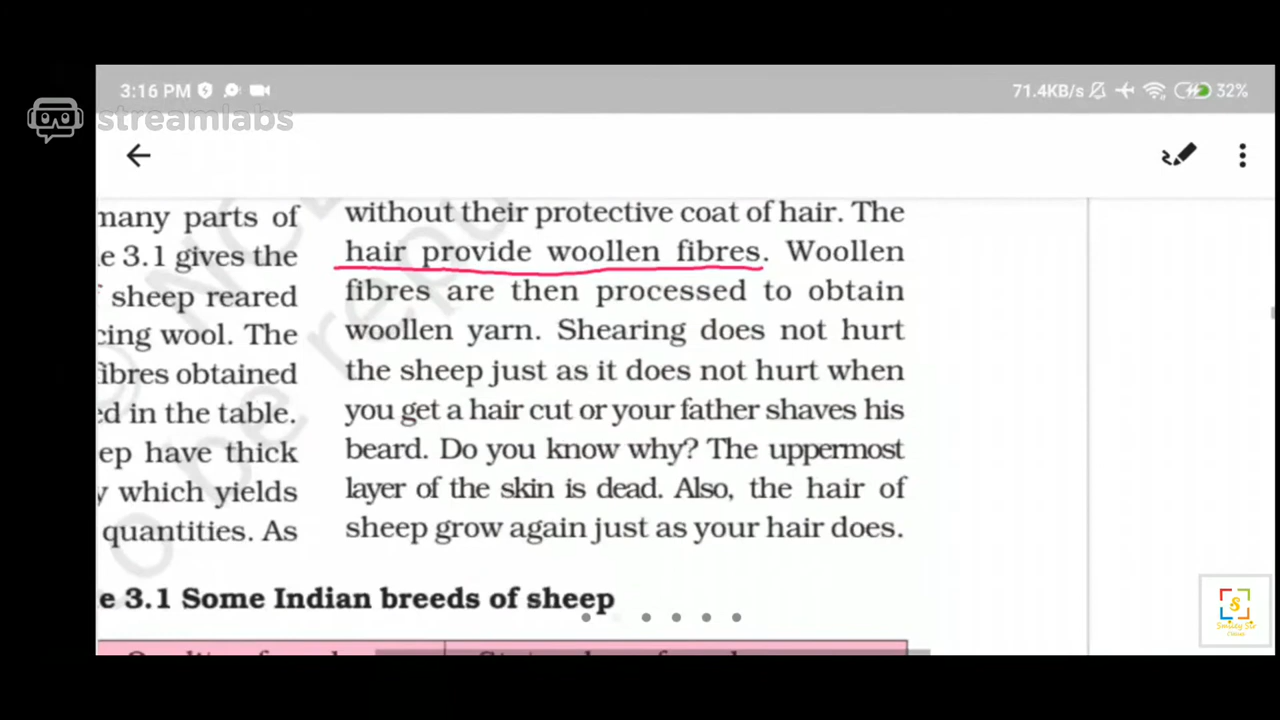 3:16 PM
71.4KB/s
32%
streamlabs
many parts of
e 3.1 gives the
sheep reared
cing wool. The
fibres obtained
ed in the table.
ep have thick
y which yields
quantities. As
without their protective coat of hair. The
hair provide woollen fibres. Woollen
fibres are then processed to obtain
woollen yarn. Shearing does not hurt
the sheep just as it does not hurt when
you get a hair cut or your father shaves his
beard. Do you know why? The uppermost
layer of the skin is dead. Also, the hair of
sheep grow again just as your hair does.
e 3.1 Some Indian breeds of sheep
S
Smiley Sir
Classes